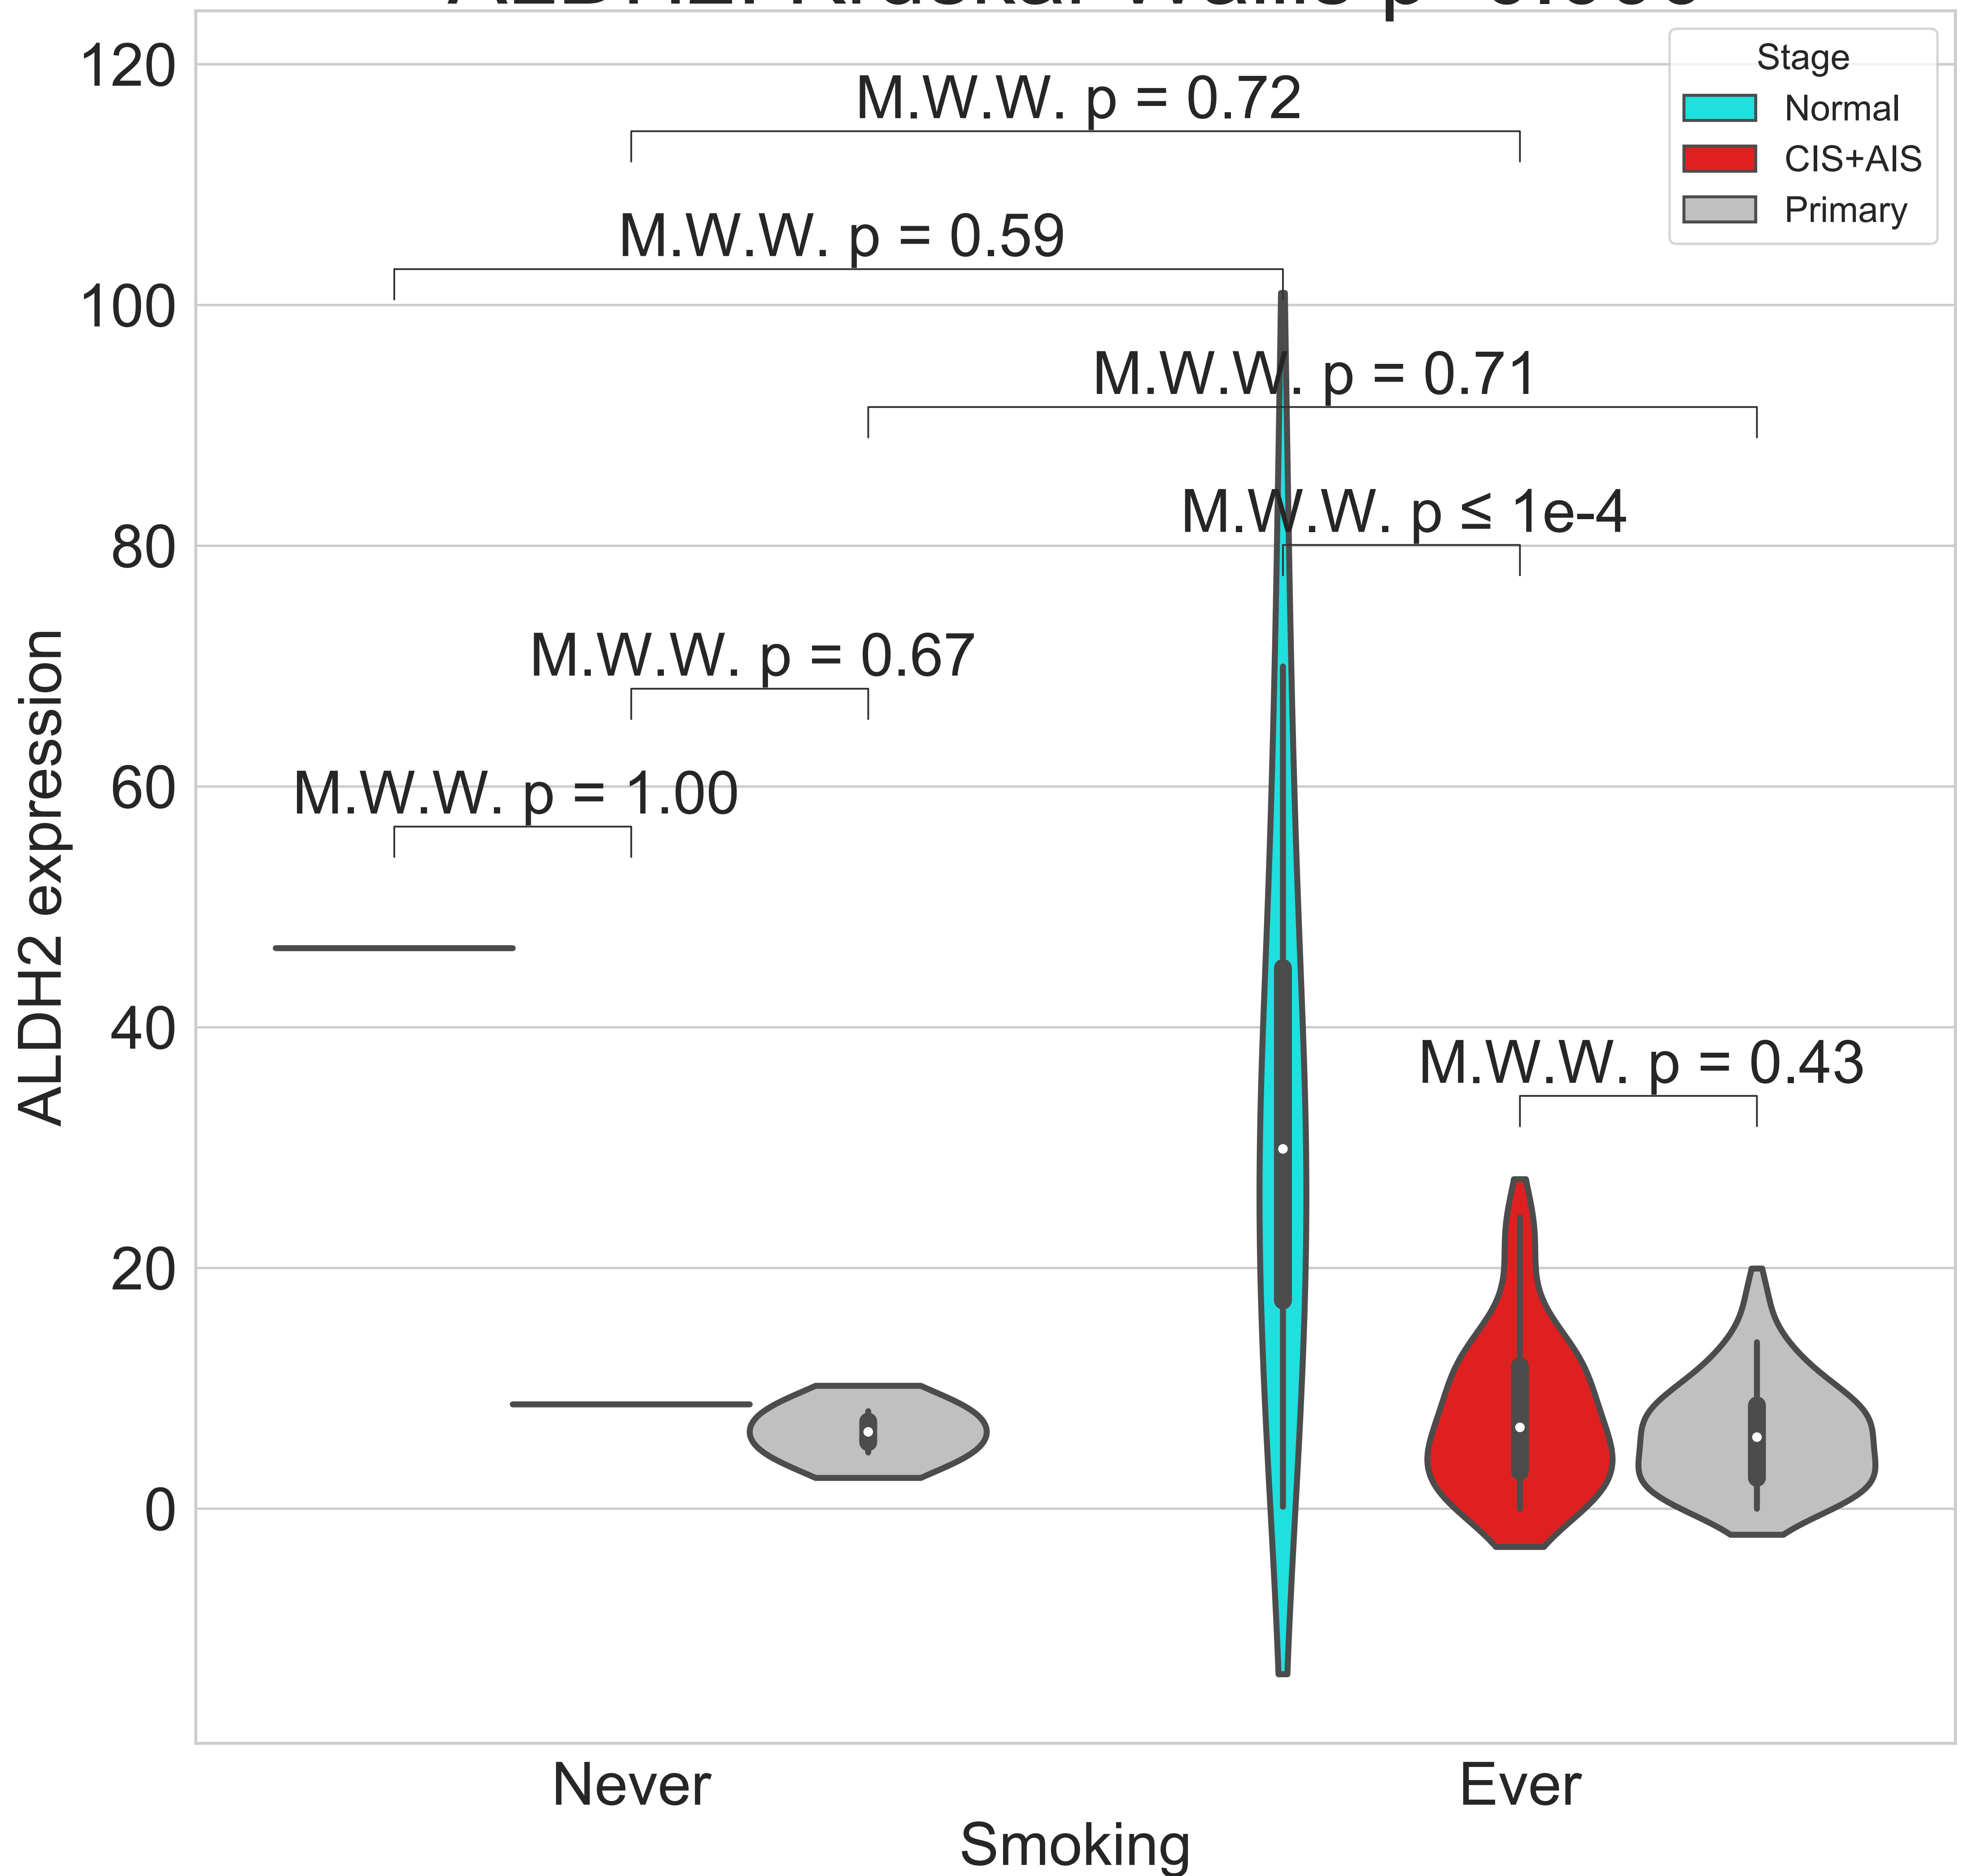 120
100
80
60
40
20
0
ALDH2 expression
M.W.W. p = 0.72
M.W.W. p = 0.59
M.W.W. p = 0.71
M.W.W. p ≤ 1e-4
M.W.W. p = 0.67
M.W.W. p = 1.00
M.W.W. p = 0.43
Stage
Normal
CIS+AIS
Primary
Never
Ever
Smoking